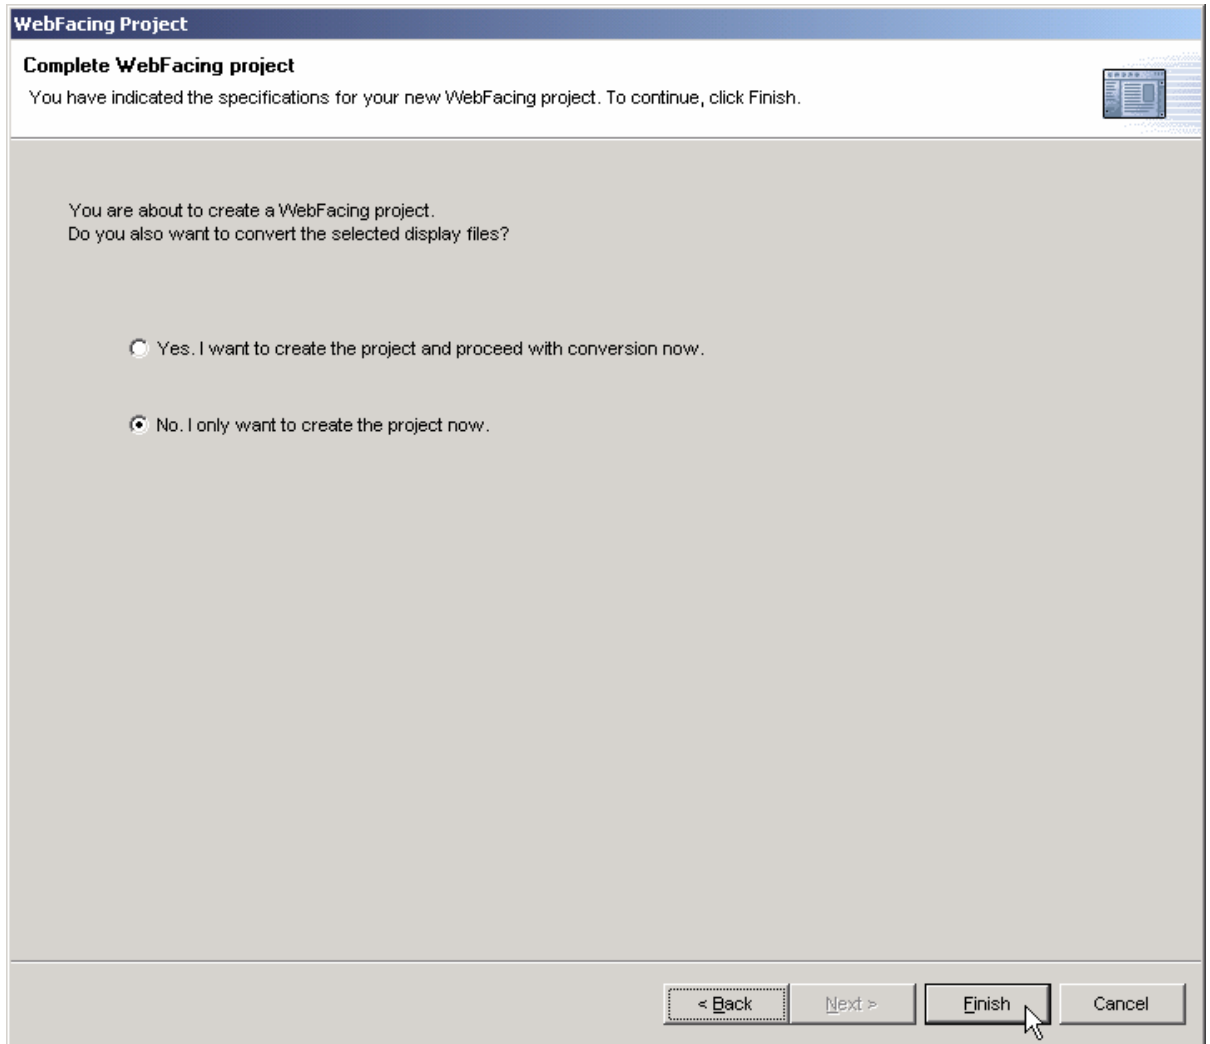 WebFacing Project
Complete WebFacing project
You have indicated the specifications for your new WebFacing project. To continue, click Finish.
You are about to create a WebFacing project.
Do you also want to convert the selected display files?
Yes. I want to create the project and proceed with conversion now.
No. I only want to create the project now.
< Back Next > Finish Cancel